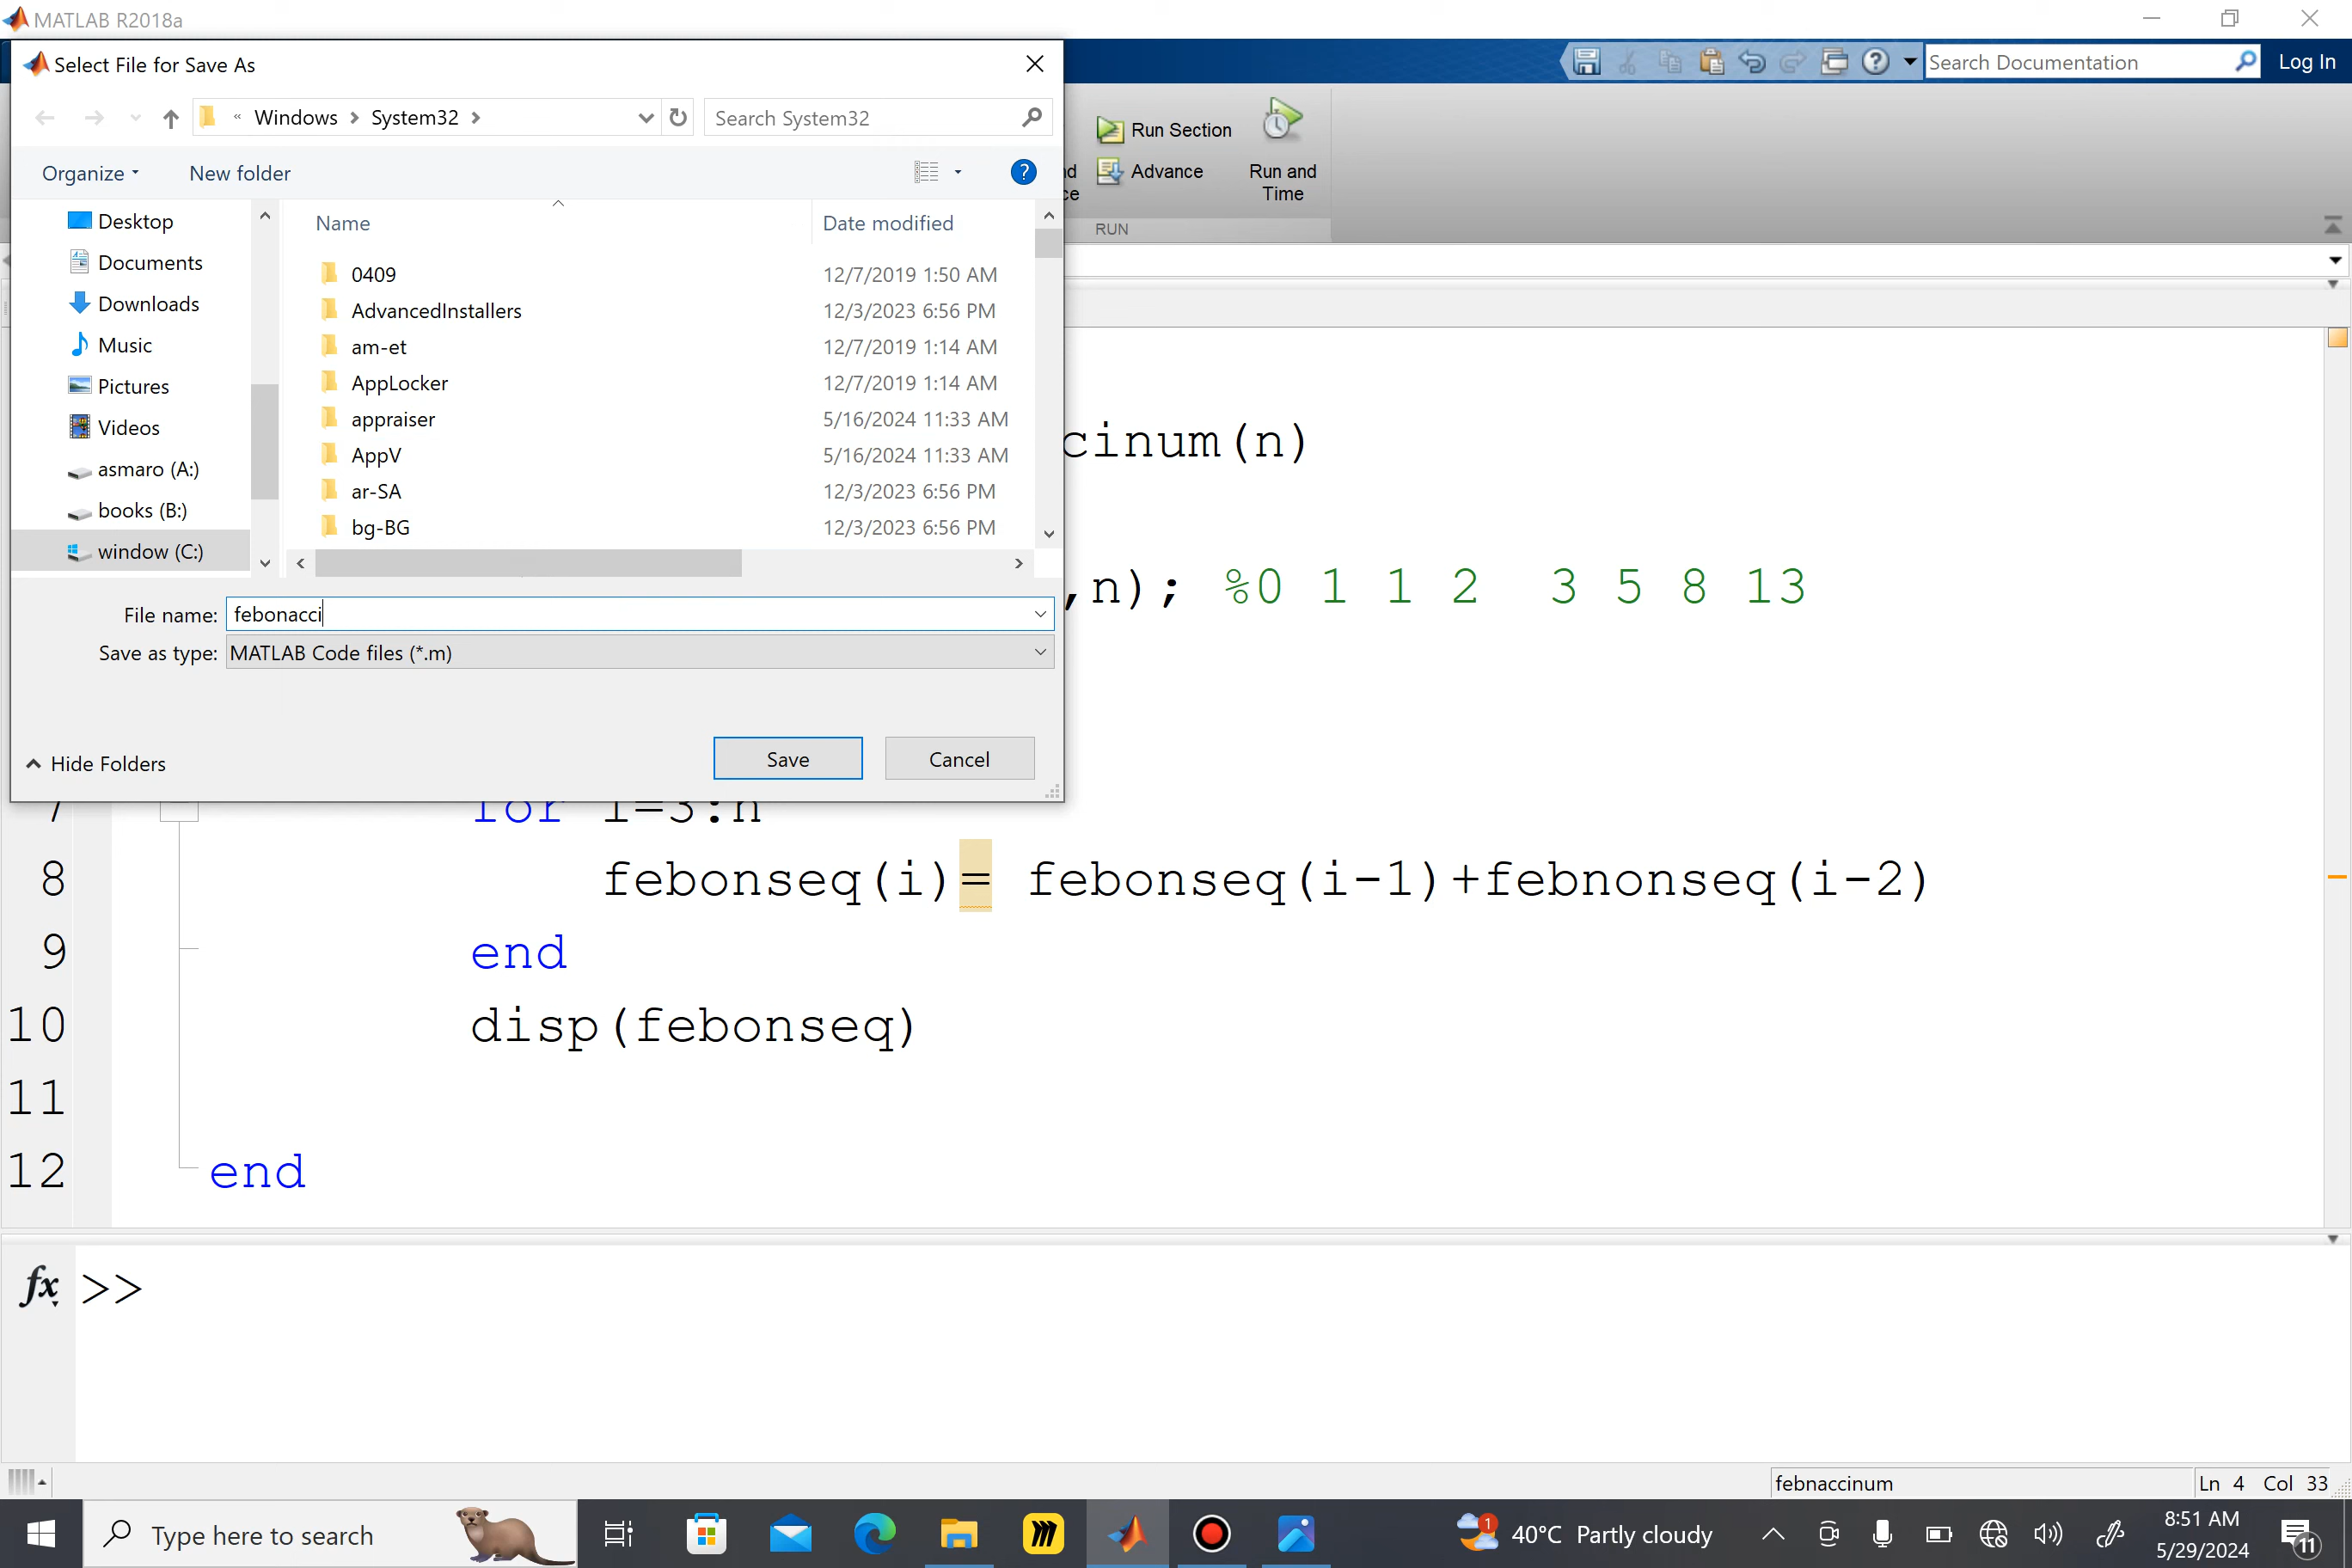 MATLAB R2018a
Select File for Save As
« Windows > System32 >
Search System32
Organize
New folder
?
Search Documentation
Log In
Run Section
Advance
Run and
Time
RUN
Desktop
Documents
Downloads
Music
Pictures
Videos
asmaro (A:)
books (B:)
window (C:)
Name Date modified
0409 12/7/2019 1:50 AM
AdvancedInstallers 12/3/2023 6:56 PM
am-et 12/7/2019 1:14 AM
AppLocker 12/7/2019 1:14 AM
appraiser 5/16/2024 11:33 AM
AppV 5/16/2024 11:33 AM
ar-SA 12/3/2023 6:56 PM
bg-BG 12/3/2023 6:56 PM
File name: febonacci
Save as type: MATLAB Code files (*.m)
Hide Folders
Save
Cancel
cinum(n)
,n); %0 1 1 2  3 5 8 13
7 for i=3:n
8 febonseq(i)= febonseq(i-1)+febnonseq(i-2)
9 end
10 disp(febonseq)
11
12 end
fx >>
febnaccinum
Ln 4 Col 33
Type here to search
1
40°C Partly cloudy
8:51 AM
5/29/2024
11